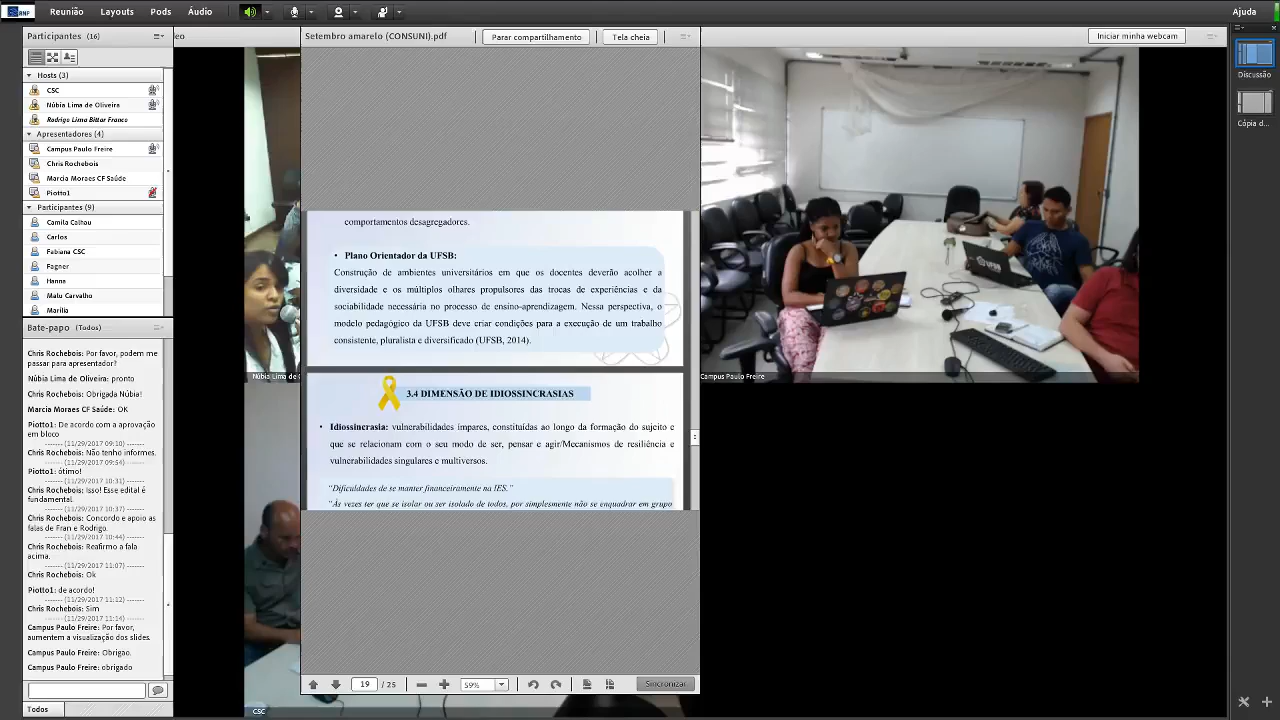 RNP
Reunião Layouts Pods Áudio
Ajuda
Participantes (16)
eo
Hosts (3)
CSC
Núbia Lima de Oliveira
Rodrigo Lima Bittar Franco
Apresentadores (4)
Campus Paulo Freire
Chris Rochebois
Marcia Moraes CF Saúde
Piotto1
Participantes (9)
Camila Calhau
Carlos
Fabiana CSC
Fagner
Hanna
Malu Carvalho
Marília
Bate-papo (Todos)
Chris Rochebois: Por favor, podem me
passar para apresentador?
Núbia Lima de Oliveira: pronto
Chris Rochebois: Obrigada Núbia!
Marcia Moraes CF Saúde: OK
Piotto1: De acordo com a aprovação
em bloco
------ (11/29/2017 09:10) ------
Chris Rochebois: Não tenho informes.
------ (11/29/2017 09:54) ------
Piotto1: ótimo!
------ (11/29/2017 10:31) ------
Chris Rochebois: Isso! Esse edital é
fundamental.
------ (11/29/2017 10:37) ------
Chris Rochebois: Concordo e apoio as
falas de Fran e Rodrigo.
------ (11/29/2017 10:44) ------
Chris Rochebois: Reafirmo a fala
acima.
------ (11/29/2017 11:07) ------
Chris Rochebois: Ok
Piotto1: de acordo!
------ (11/29/2017 11:12) ------
Chris Rochebois: Sim
------ (11/29/2017 11:14) ------
Campus Paulo Freire: Por favor,
aumentem a visualização dos slides.
Campus Paulo Freire: Obrigao.
Campus Paulo Freire: obrigado
Todos
Núbia Lima de O
CSC
Setembro amarelo (CONSUNI).pdf
Parar compartilhamento
Tela cheia
comportamentos desagregadores.
• Plano Orientador da UFSB:
Construção de ambientes universitários em que os docentes deverão acolher a
diversidade e os múltiplos olhares propulsores das trocas de experiências e da
sociabilidade necessária no processo de ensino-aprendizagem. Nessa perspectiva, o
modelo pedagógico da UFSB deve criar condições para a execução de um trabalho
consistente, pluralista e diversificado (UFSB, 2014).
3.4 DIMENSÃO DE IDIOSSINCRASIAS
• Idiossincrasia: vulnerabilidades ímpares, constituídas ao longo da formação do sujeito e
que se relacionam com o seu modo de ser, pensar e agir/Mecanismos de resiliência e
vulnerabilidades singulares e multiversos.
"Dificuldades de se manter financeiramente na IES."
"Às vezes ter que se isolar ou ser isolado de todos, por simplesmente não se enquadrar em grupo
19 / 25
59%
Sincronizar
Iniciar minha webcam
UFSB
Campus Paulo Freire
Discussão
Cópia d...